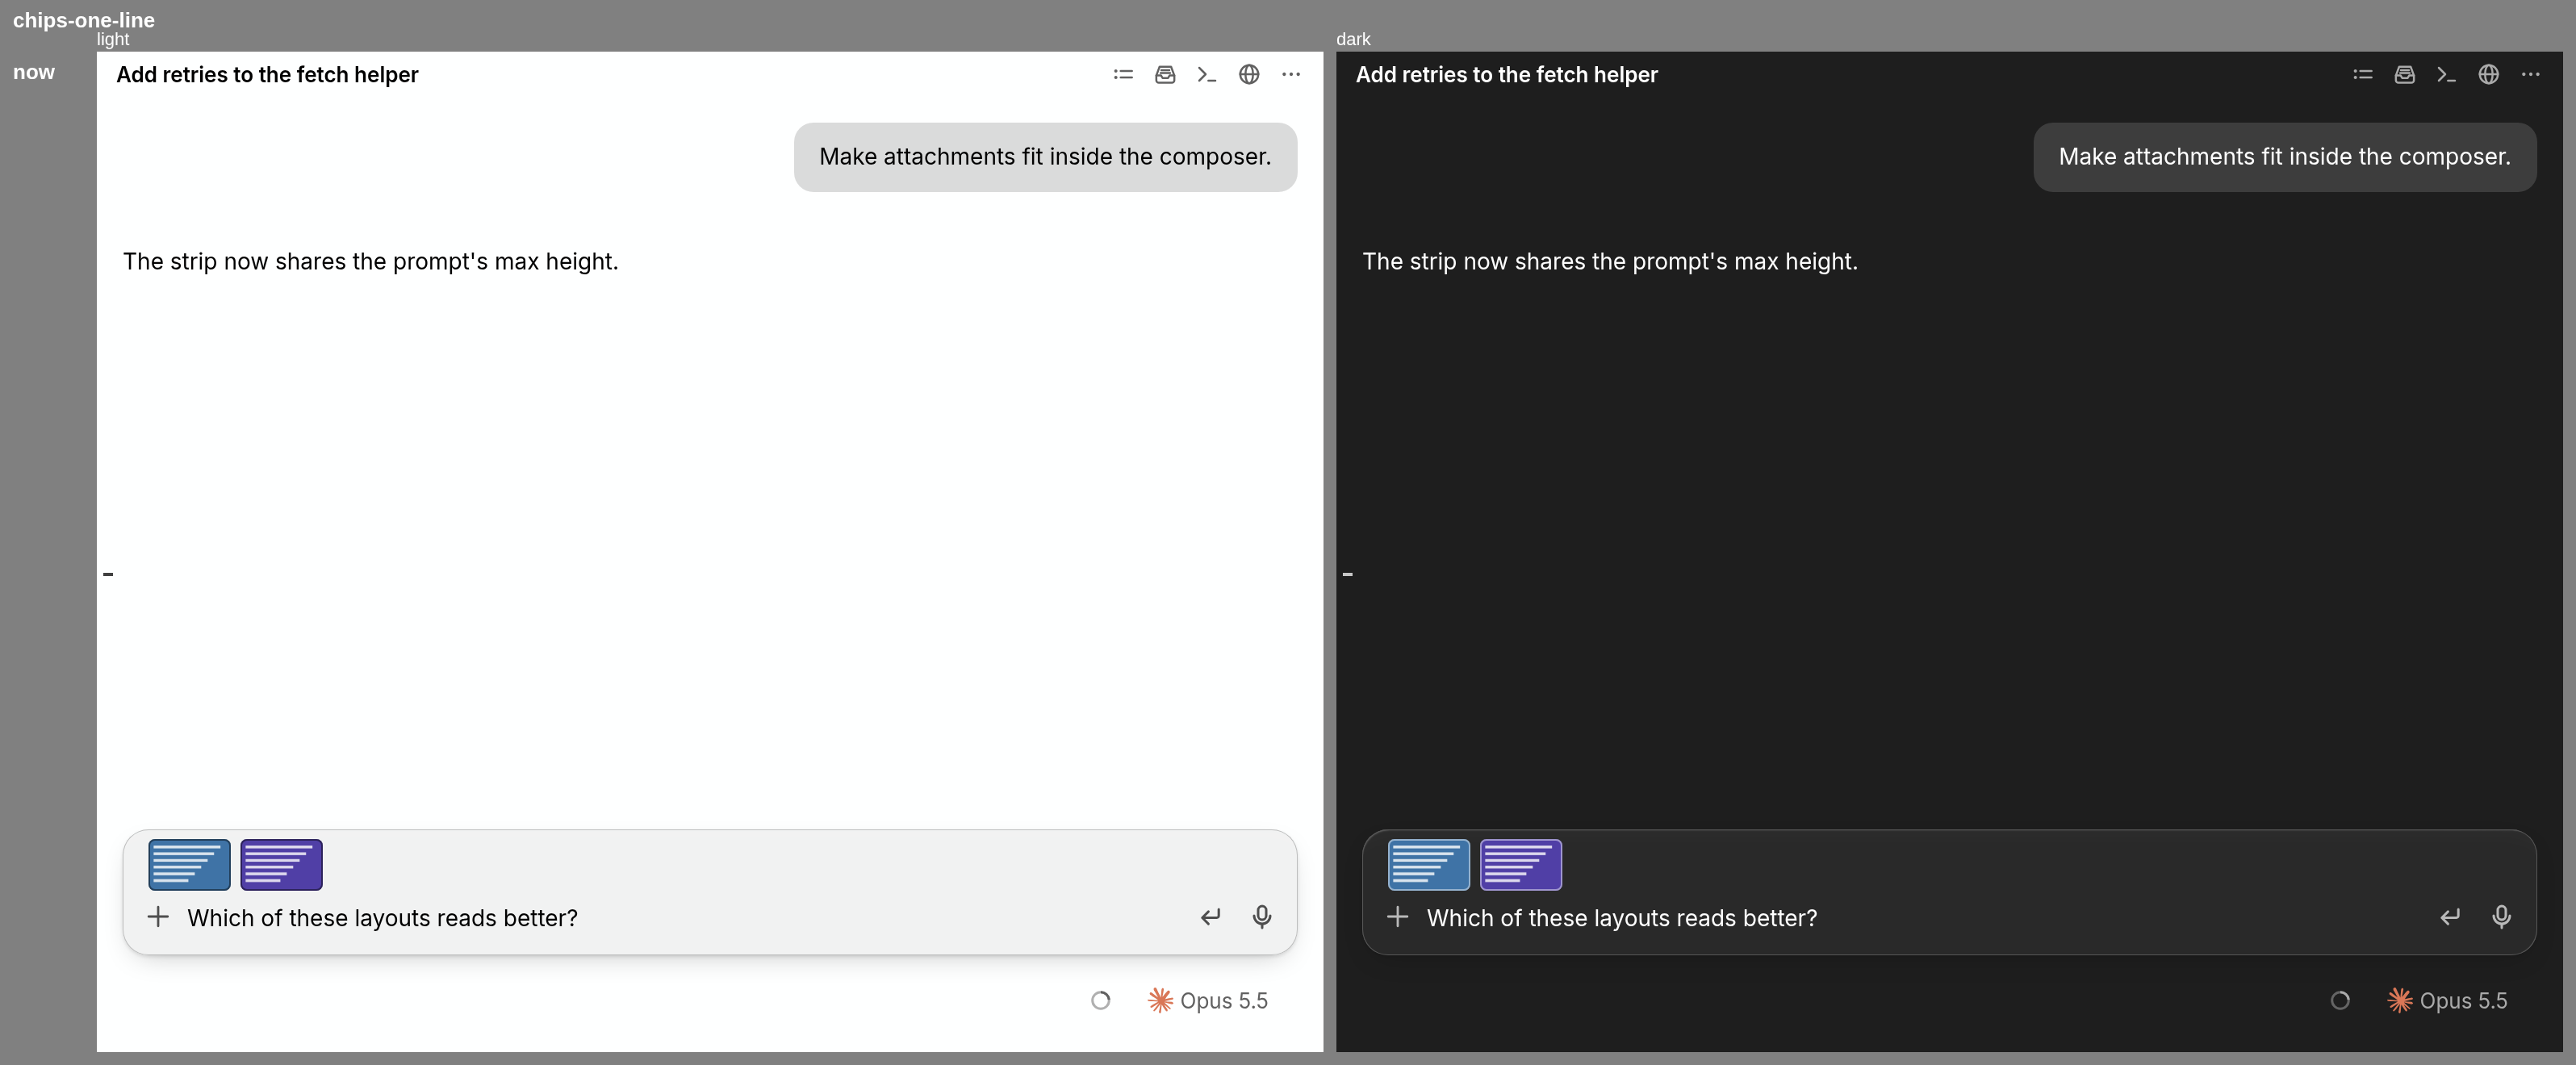 chips-one-line
light
dark
now
Add retries to the fetch helper
Make attachments fit inside the composer.
The strip now shares the prompt's max height.
Which of these layouts reads better?
Opus 5.5
Add retries to the fetch helper
Make attachments fit inside the composer.
The strip now shares the prompt's max height.
Which of these layouts reads better?
Opus 5.5